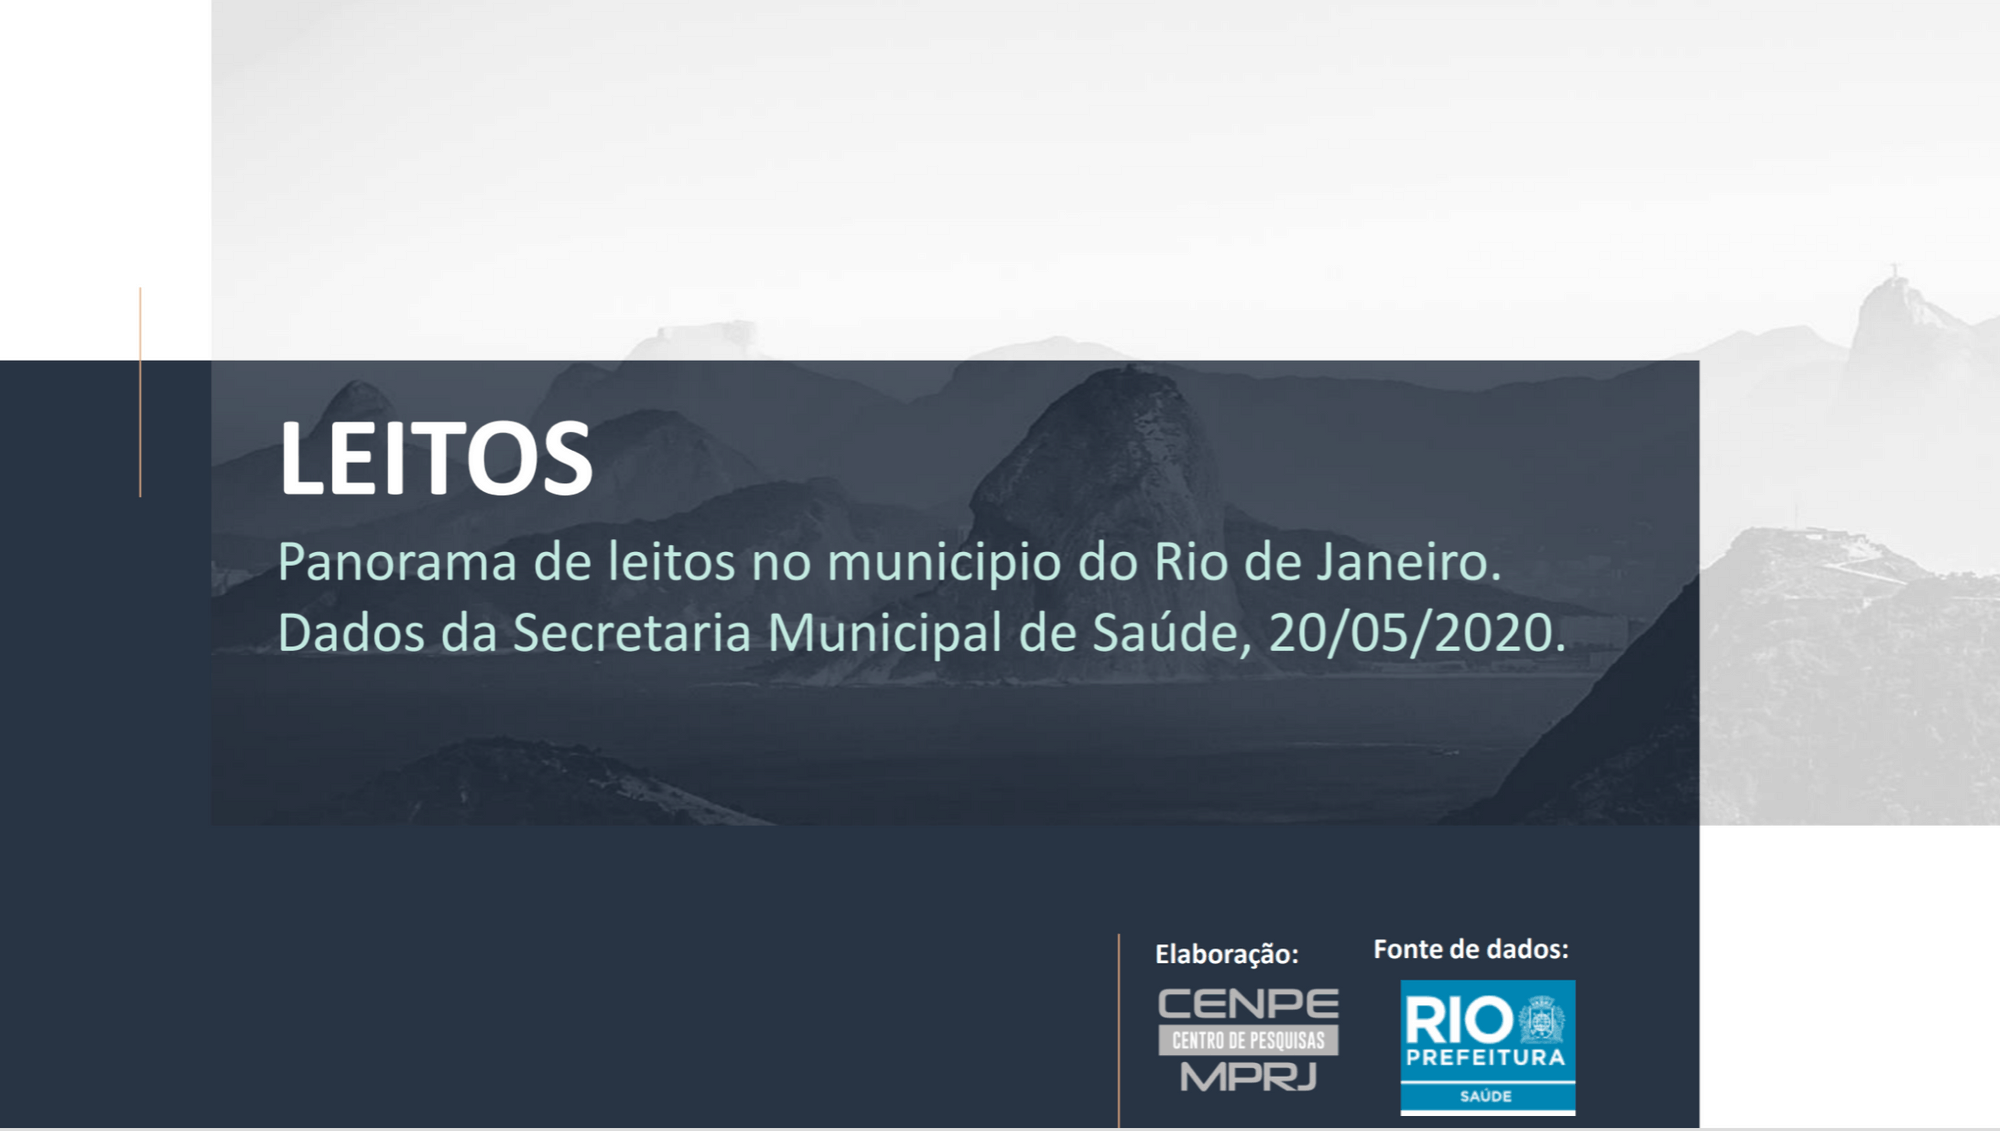 LEITOS
Panorama de leitos no municipio do Rio de Janeiro.
Dados da Secretaria Municipal de Saúde, 20/05/2020.
Elaboração:
CENPE
CENTRO DE PESQUISAS
MPRJ
Fonte de dados:
RIO
PREFEITURA
SAÚDE